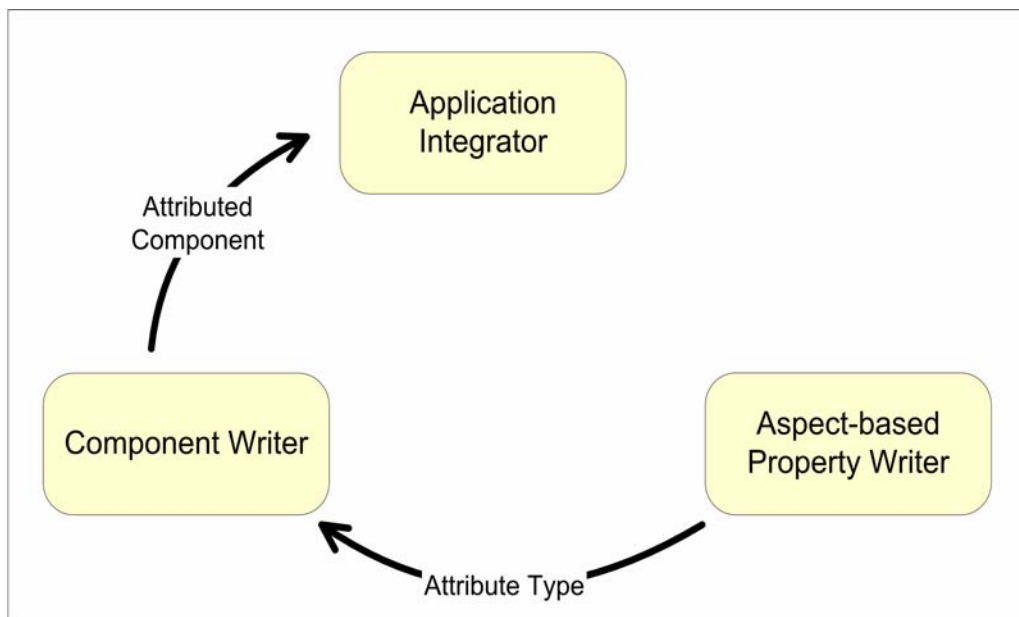 Application
Integrator
Attributed
Component
Component Writer
Aspect-based
Property Writer
Attribute Type